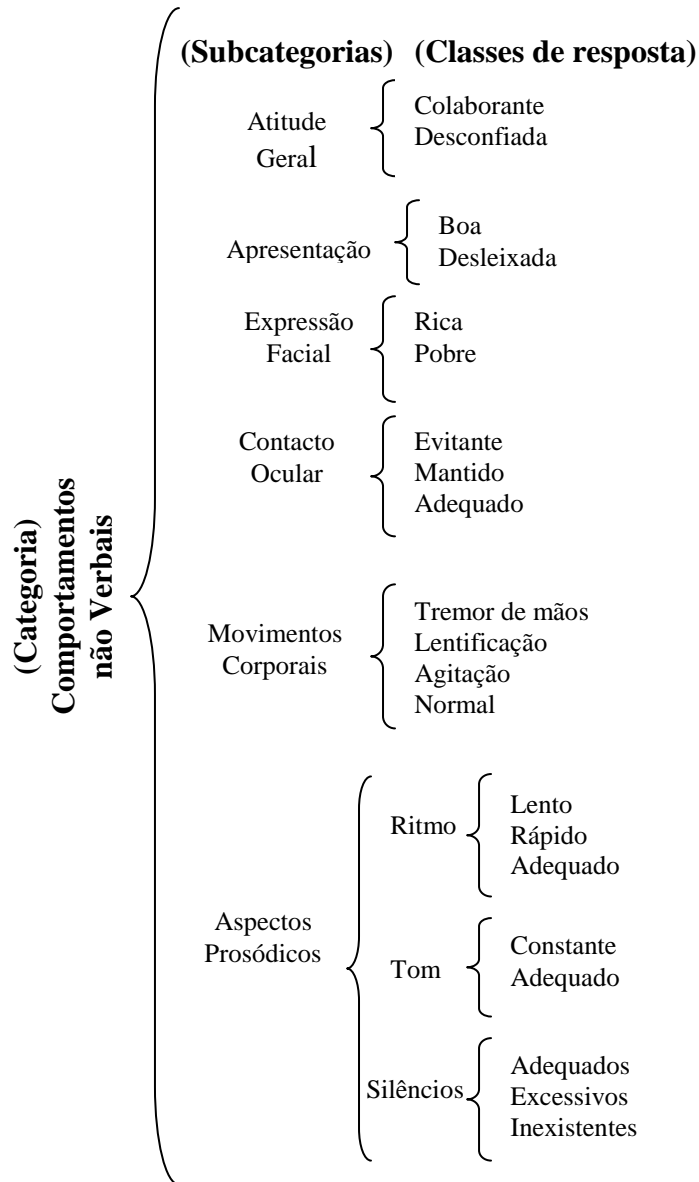 (Categoria)
Comportamentos
não Verbais
(Subcategorias) (Classes de resposta)
Atitude
Geral
Colaborante
Desconfiada
Apresentação
Boa
Desleixada
Expressão
Facial
Rica
Pobre
Contacto
Ocular
Evitante
Mantido
Adequado
Movimentos
Corporais
Tremor de mãos
Lentificação
Agitação
Normal
Aspectos
Prosódicos
Ritmo
Lento
Rápido
Adequado
Tom
Constante
Adequado
Silêncios
Adequados
Excessivos
Inexistentes